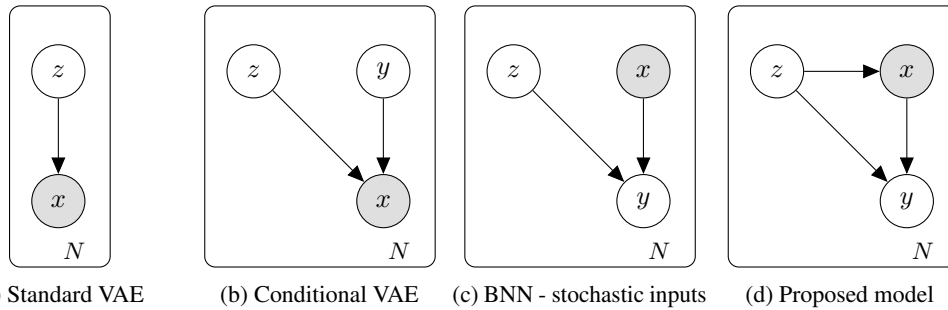 z
x
N
z
y
x
N
z
x
y
N
z
x
y
N
) Standard VAE
(b) Conditional VAE
(c) BNN - stochastic inputs
(d) Proposed model